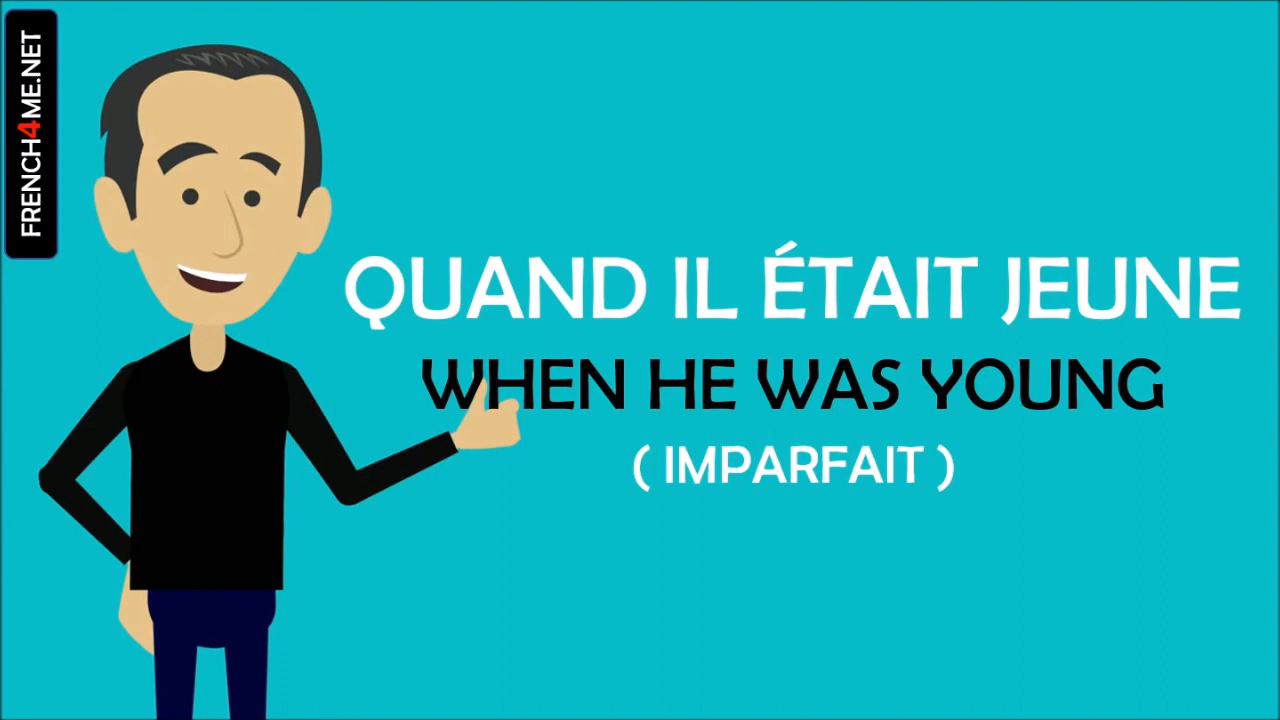 FRENCH4ME.NET
QUAND IL ÉTAIT JEUNE
WHEN HE WAS YOUNG
( IMPARFAIT )